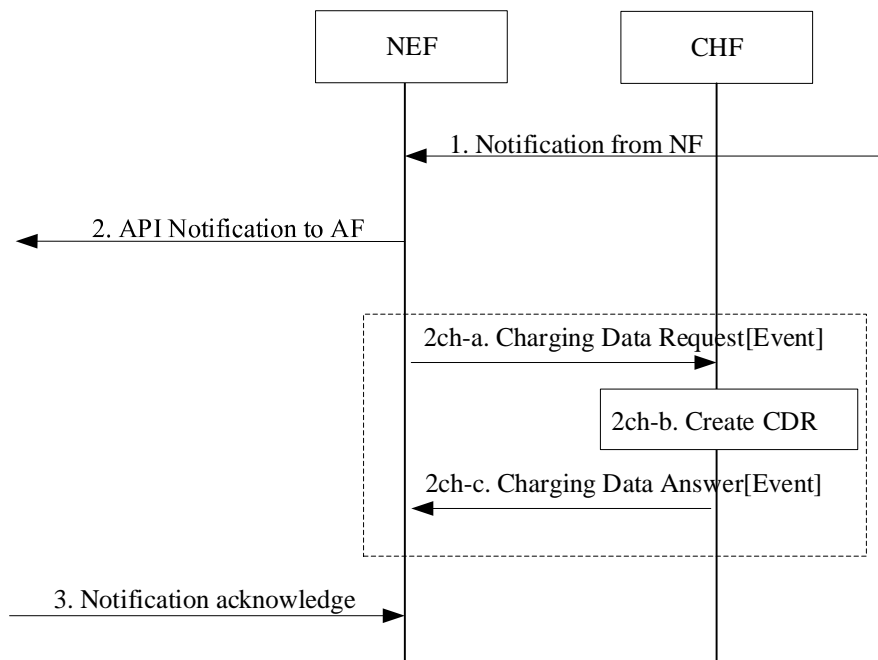 NEF
CHF
1. Notification from NF
2. API Notification to AF
2ch-a. Charging Data Request[Event]
2ch-b. Create CDR
2ch-c. Charging Data Answer[Event]
3. Notification acknowledge